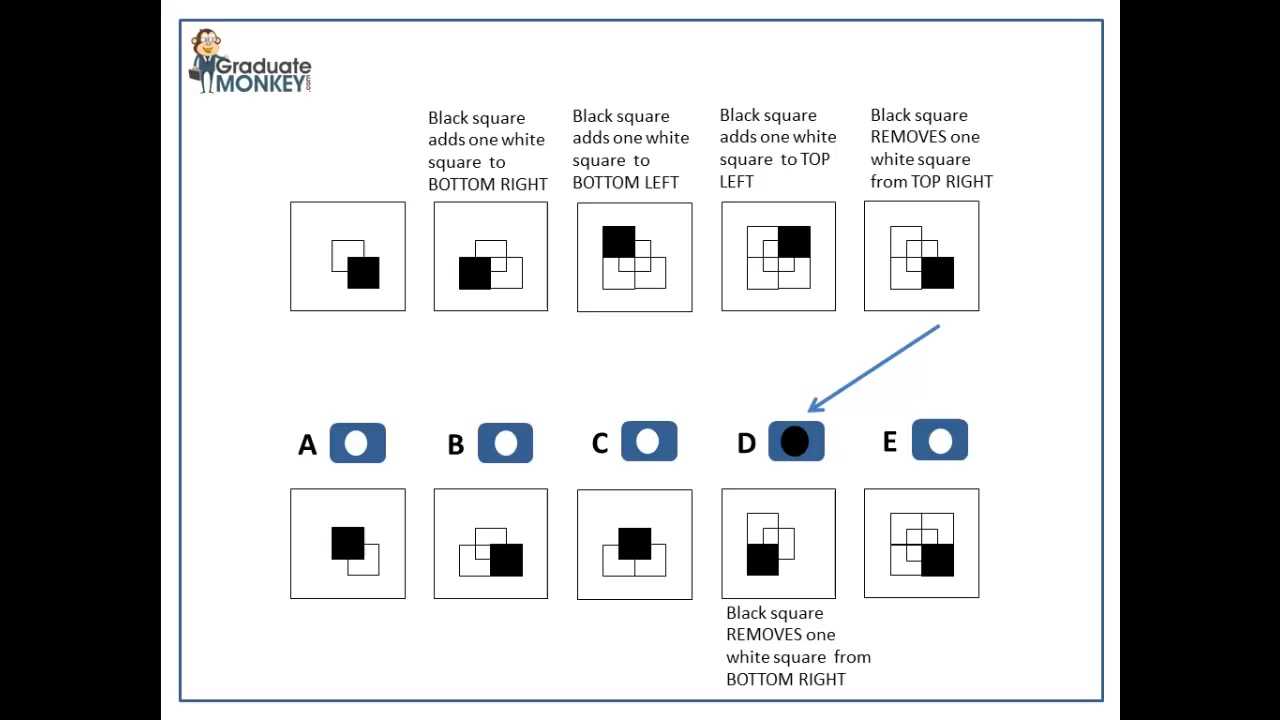 Graduate
MONKEY.com
Black square
adds one white
square to
BOTTOM RIGHT
Black square
adds one white
square to
BOTTOM LEFT
Black square
adds one white
square to TOP
LEFT
Black square
REMOVES one
white square
from TOP RIGHT
A
B
C
D
E
Black square
REMOVES one
white square from
BOTTOM RIGHT